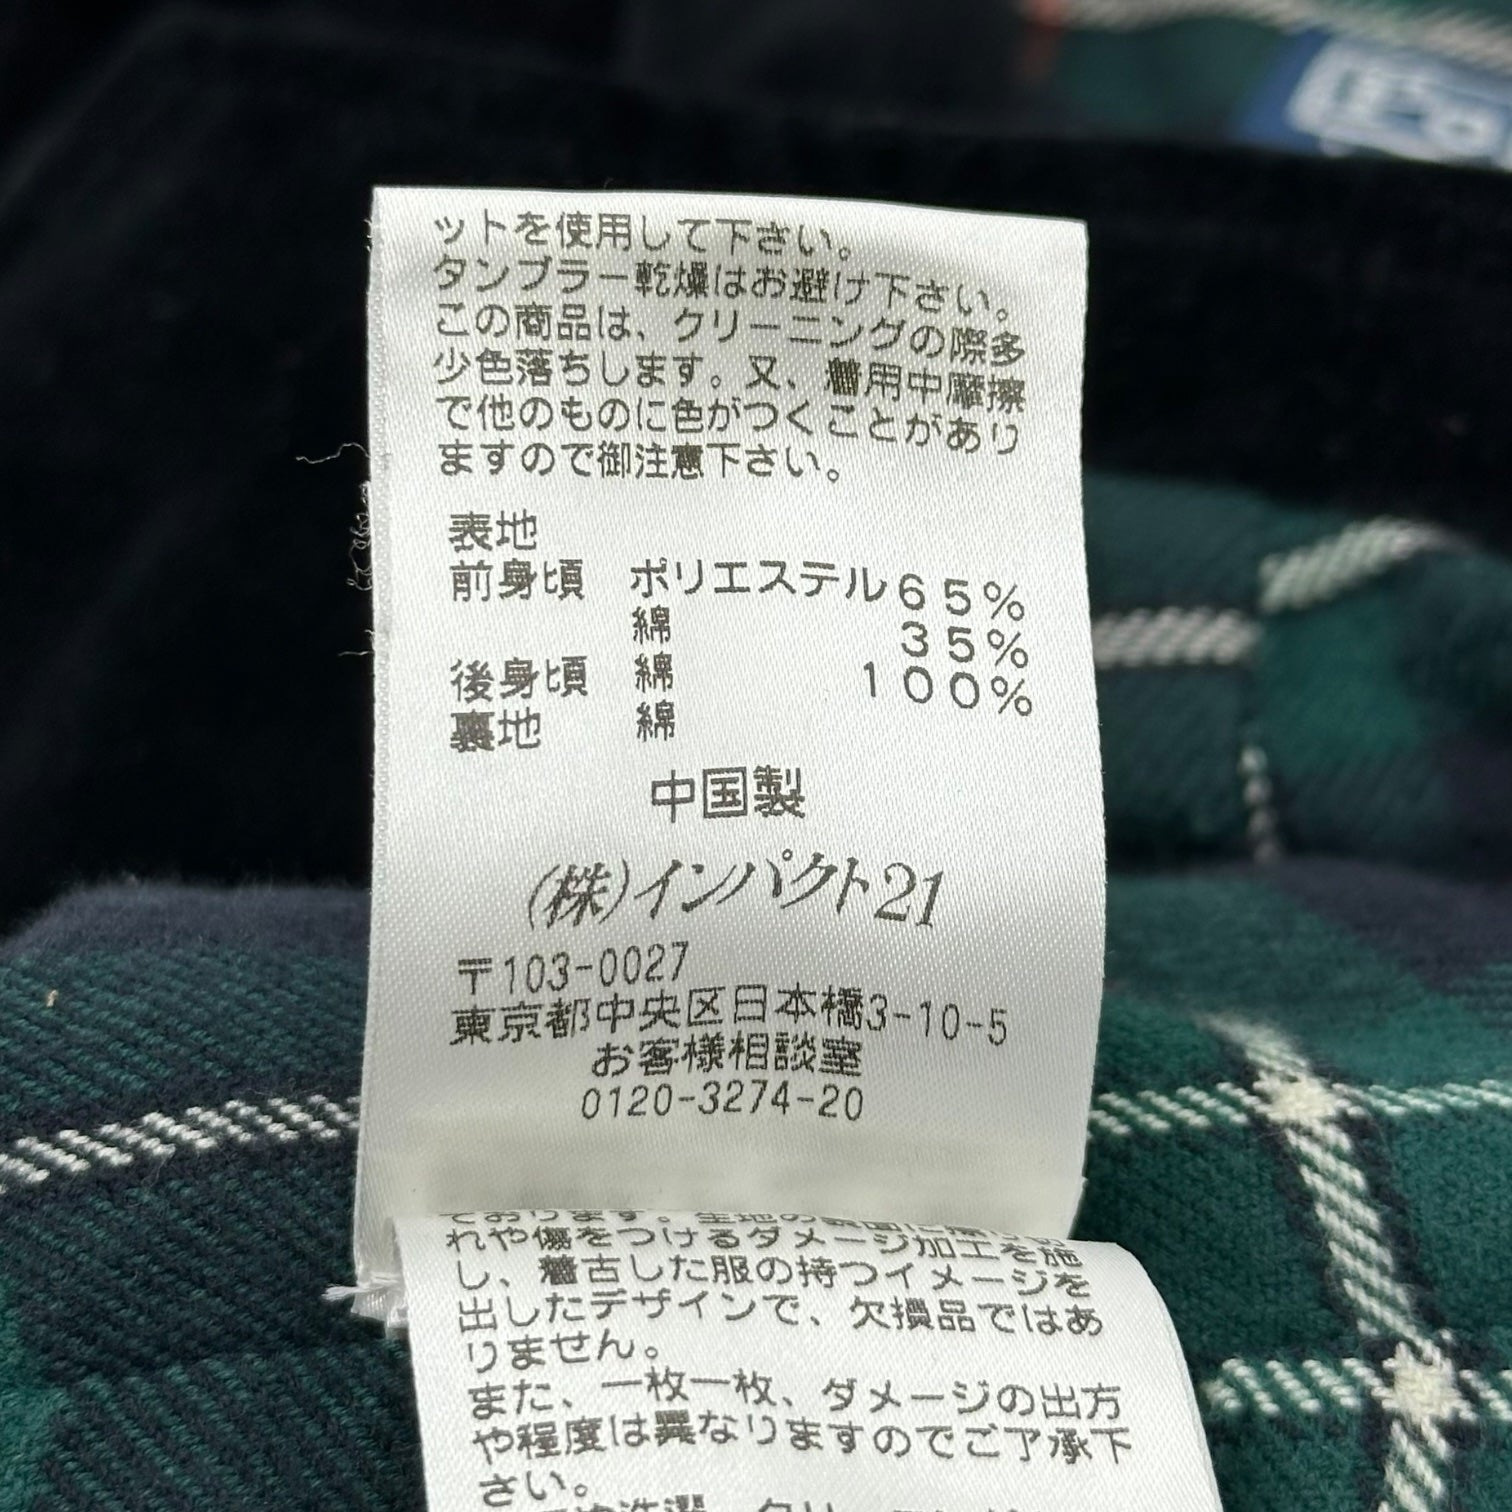 ットを使用して下さい。
タンブラー乾燥はお避け下さい。
この商品は、クリーニングの際多
少色落ちします。又、着用中摩擦
で他のものに色がつくことがあり
ますので御注意下さい。
表地
前身頃 ポリエステル65%
綿 35%
後身頃 綿 100%
裏地 綿
中国製
(株)インパクト21
〒103-0027
東京都中央区日本橋3-10-5
お客様相談室
0120-3274-20
ております。生地の表面に
れや傷をつけるダメージ加工を施
し、着古した服の持つイメージを
出したデザインで、欠損品ではあ
りません。
また、一枚一枚、ダメージの出方
や程度は異なりますのでご了承下
さい。